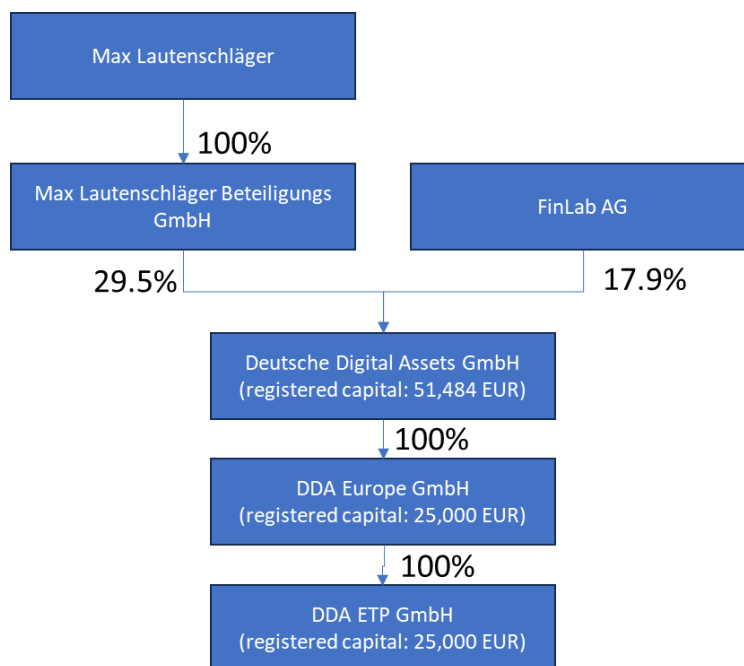 Max Lautenschläger
100%
Max Lautenschläger Beteiligungs
GmbH
FinLab AG
29.5%
17.9%
Deutsche Digital Assets GmbH
(registered capital: 51,484 EUR)
100%
DDA Europe GmbH
(registered capital: 25,000 EUR)
100%
DDA ETP GmbH
(registered capital: 25,000 EUR)